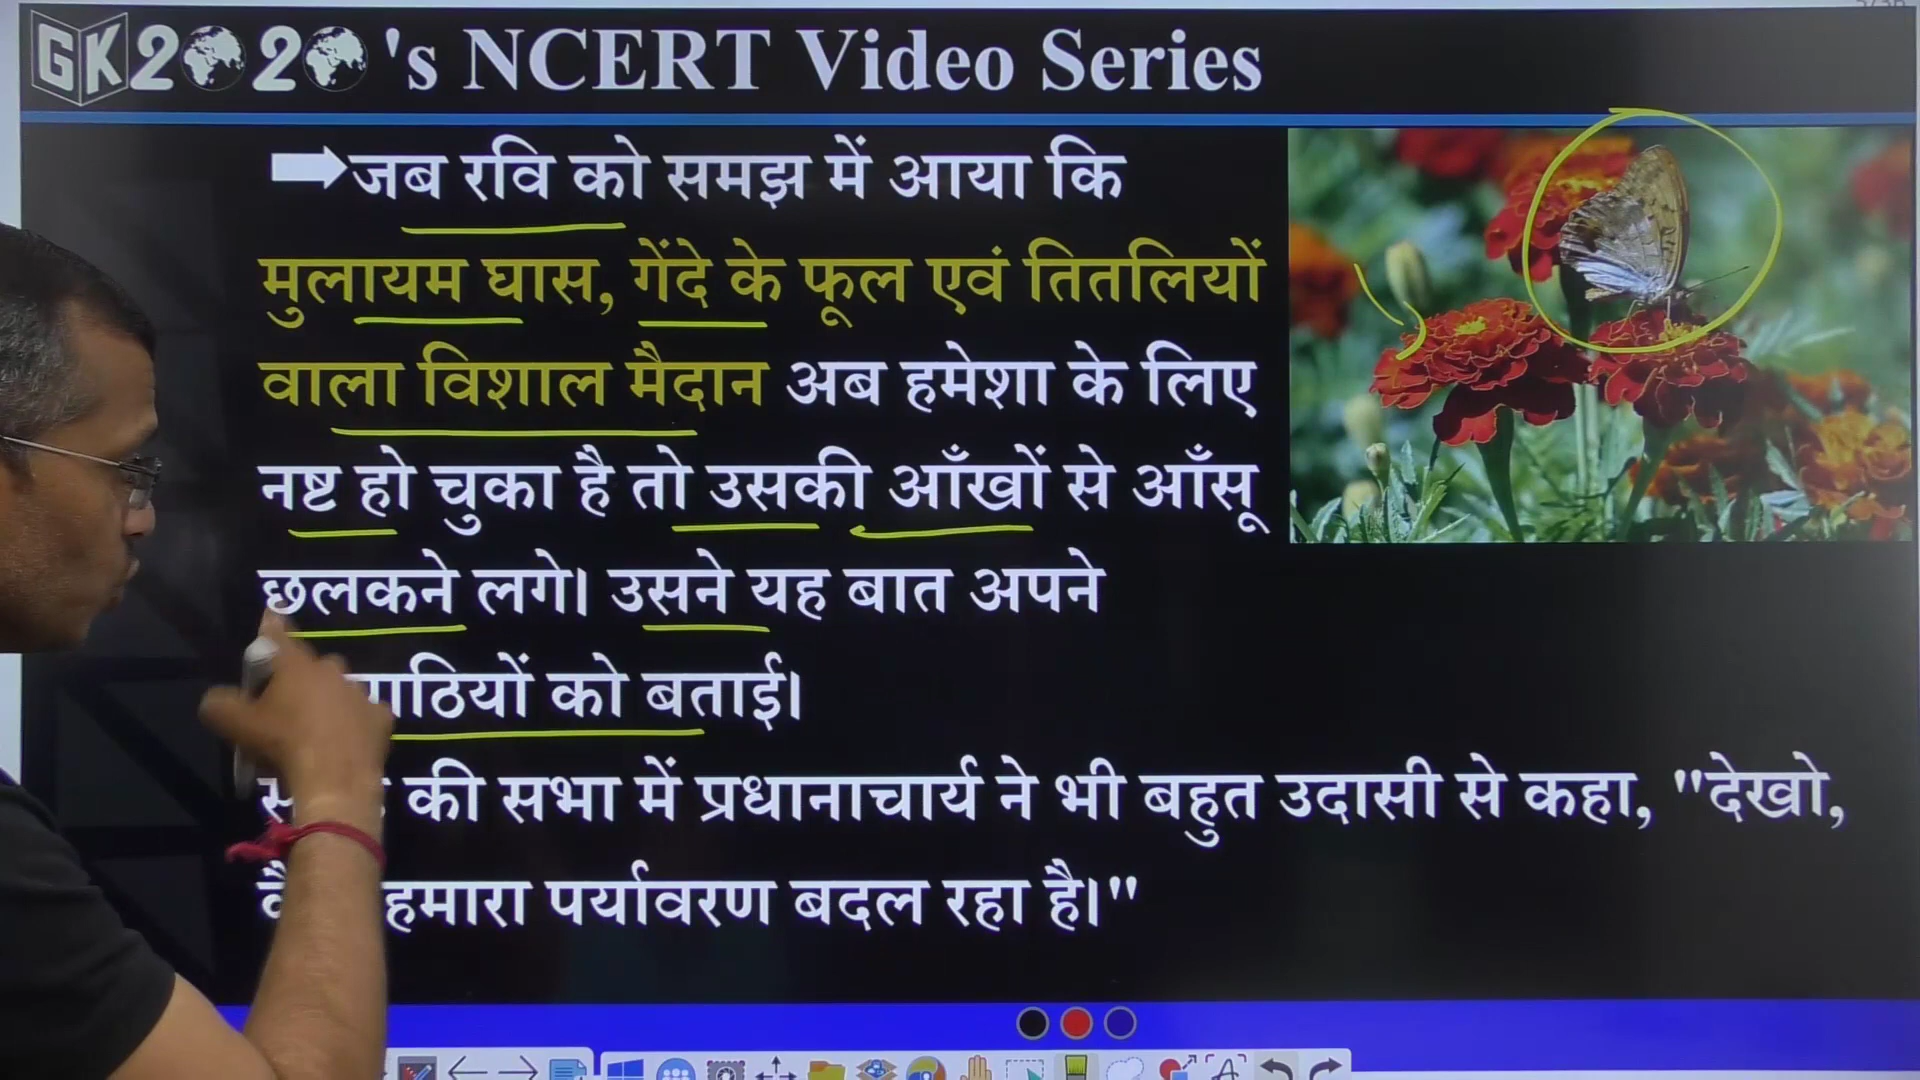 GK2020's NCERT Video Series
जब रवि को समझ में आया कि
मुलायम घास, गेंदे के फूल एवं तितलियों
वाला विशाल मैदान अब हमेशा के लिए
नष्ट हो चुका है तो उसकी आँखों से आँसू
छलकने लगे। उसने यह बात अपने
को बताई।
की सभा में प्रधानाचार्य ने भी बहुत उदासी से कहा, "देखो,
हमारा पर्यावरण बदल रहा है।"